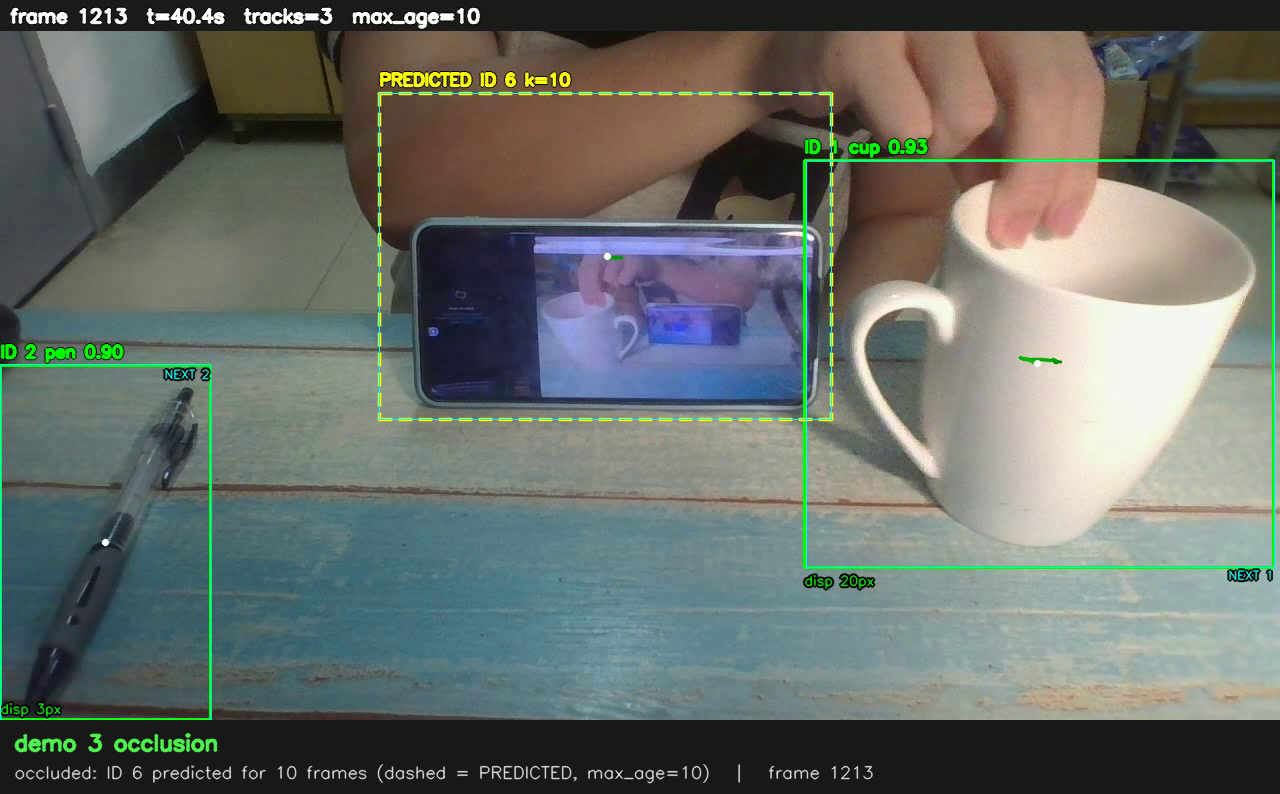 frame 1213 t=40.4s tracks=3 max_age=10
PREDICTED ID 6 k=10
ID 1 cup 0.93
ID 2 pen 0.90
NEXT 2
NEXT 1
disp 20px
disp 3px
demo 3 occlusion
occluded: ID 6 predicted for 10 frames (dashed = PREDICTED, max_age=10) | frame 1213